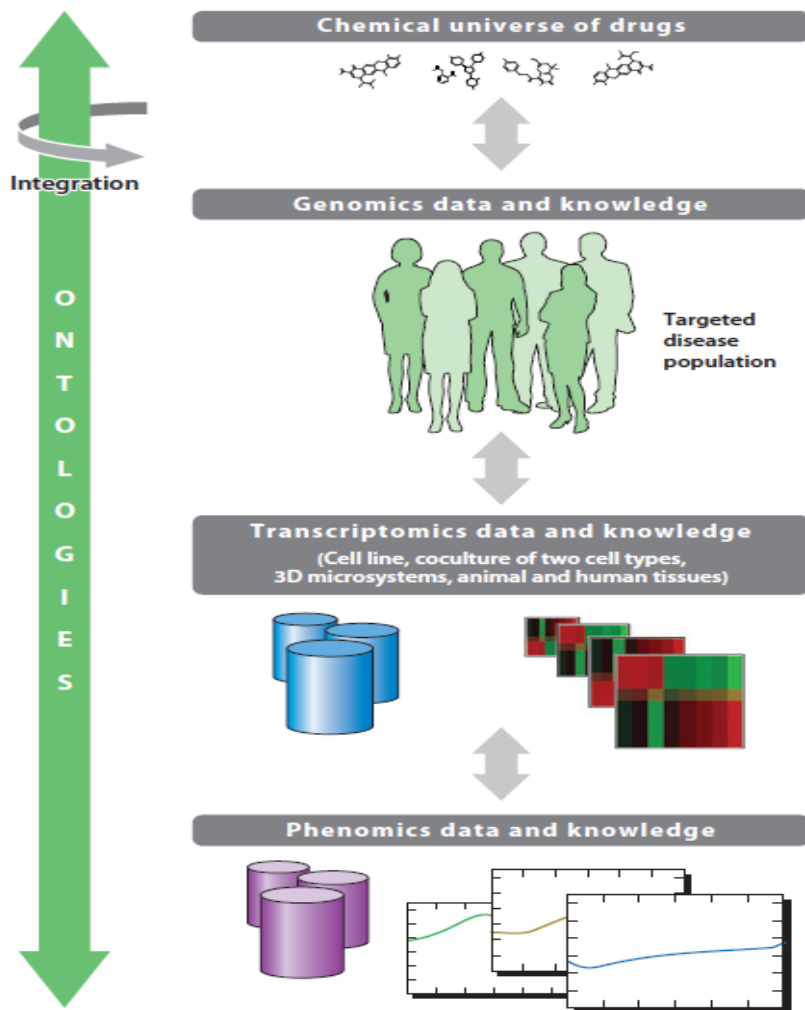 Chemical universe of drugs
Integration
Genomics data and knowledge
Targeted
disease
population
ONTOLOGIES
Transcriptomics data and knowledge
(Cell line, coculture of two cell types,
3D microsystems, animal and human tissues)
Phenomics data and knowledge